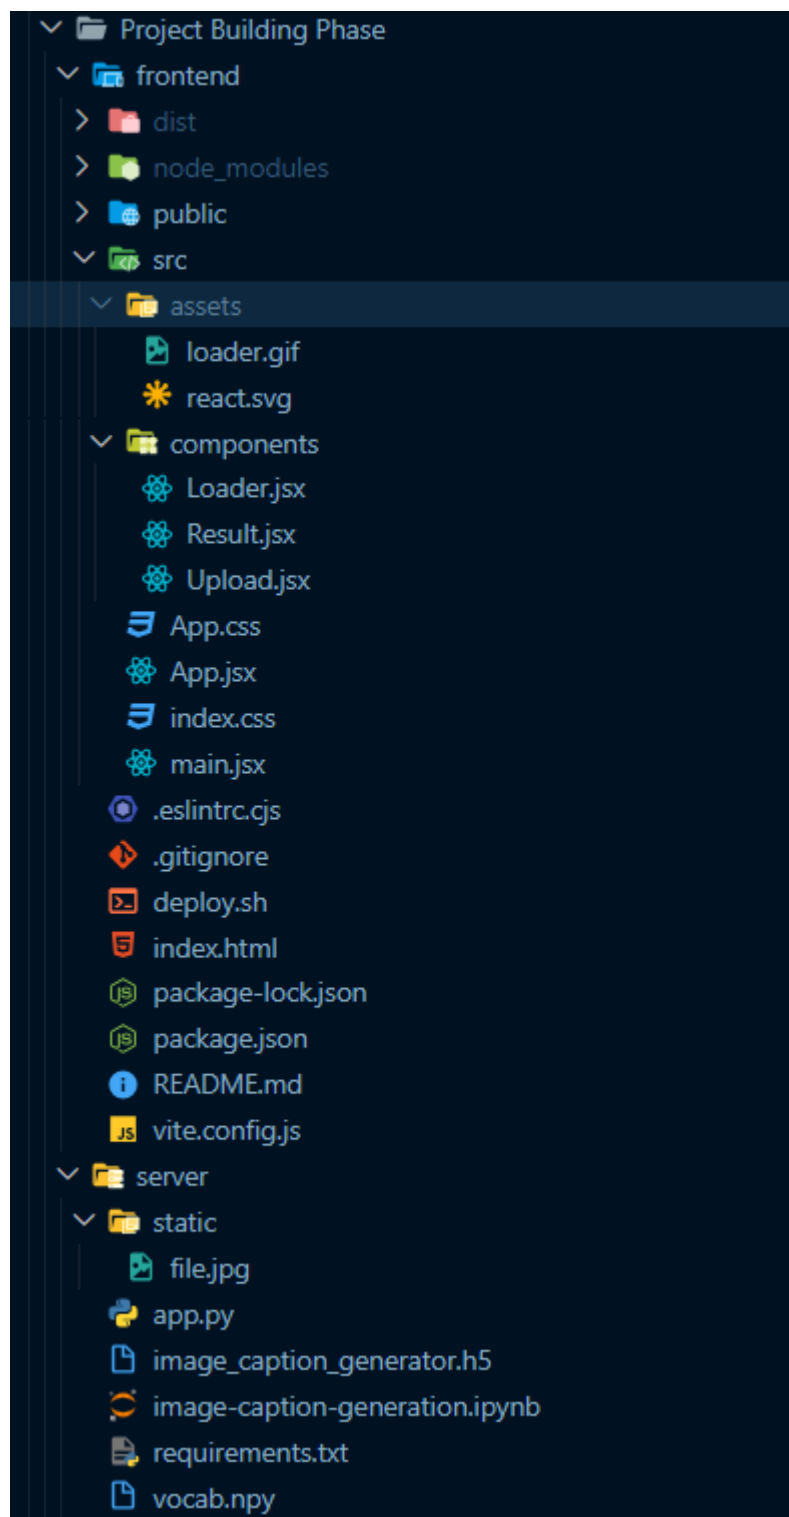 Project Building Phase
frontend
dist
node_modules
public
src
assets
loader.gif
react.svg
components
Loader.jsx
Result.jsx
Upload.jsx
App.css
App.jsx
index.css
main.jsx
.eslintrc.cjs
.gitignore
deploy.sh
index.html
package-lock.json
package.json
README.md
vite.config.js
server
static
file.jpg
app.py
image_caption_generator.h5
image-caption-generation.ipynb
requirements.txt
vocab.npy